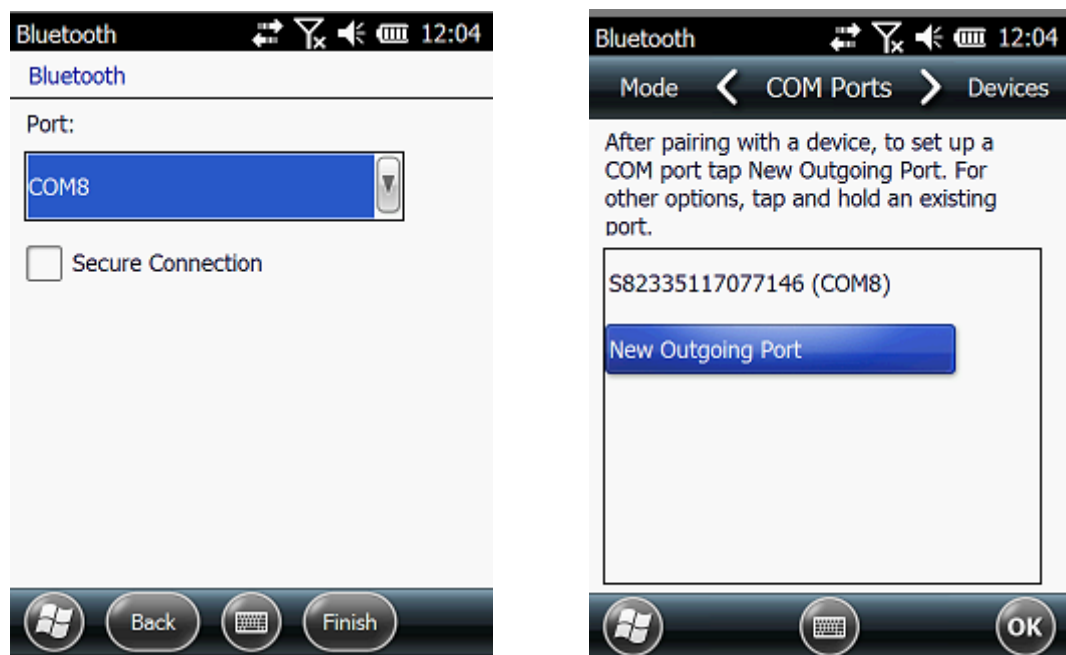 Bluetooth 12:04
Bluetooth
Port:
COM8
Secure Connection
Back Finish
Bluetooth 12:04
Mode COM Ports Devices
After pairing with a device, to set up a
COM port tap New Outgoing Port. For
other options, tap and hold an existing
port.
S82335117077146 (COM8)
New Outgoing Port
OK